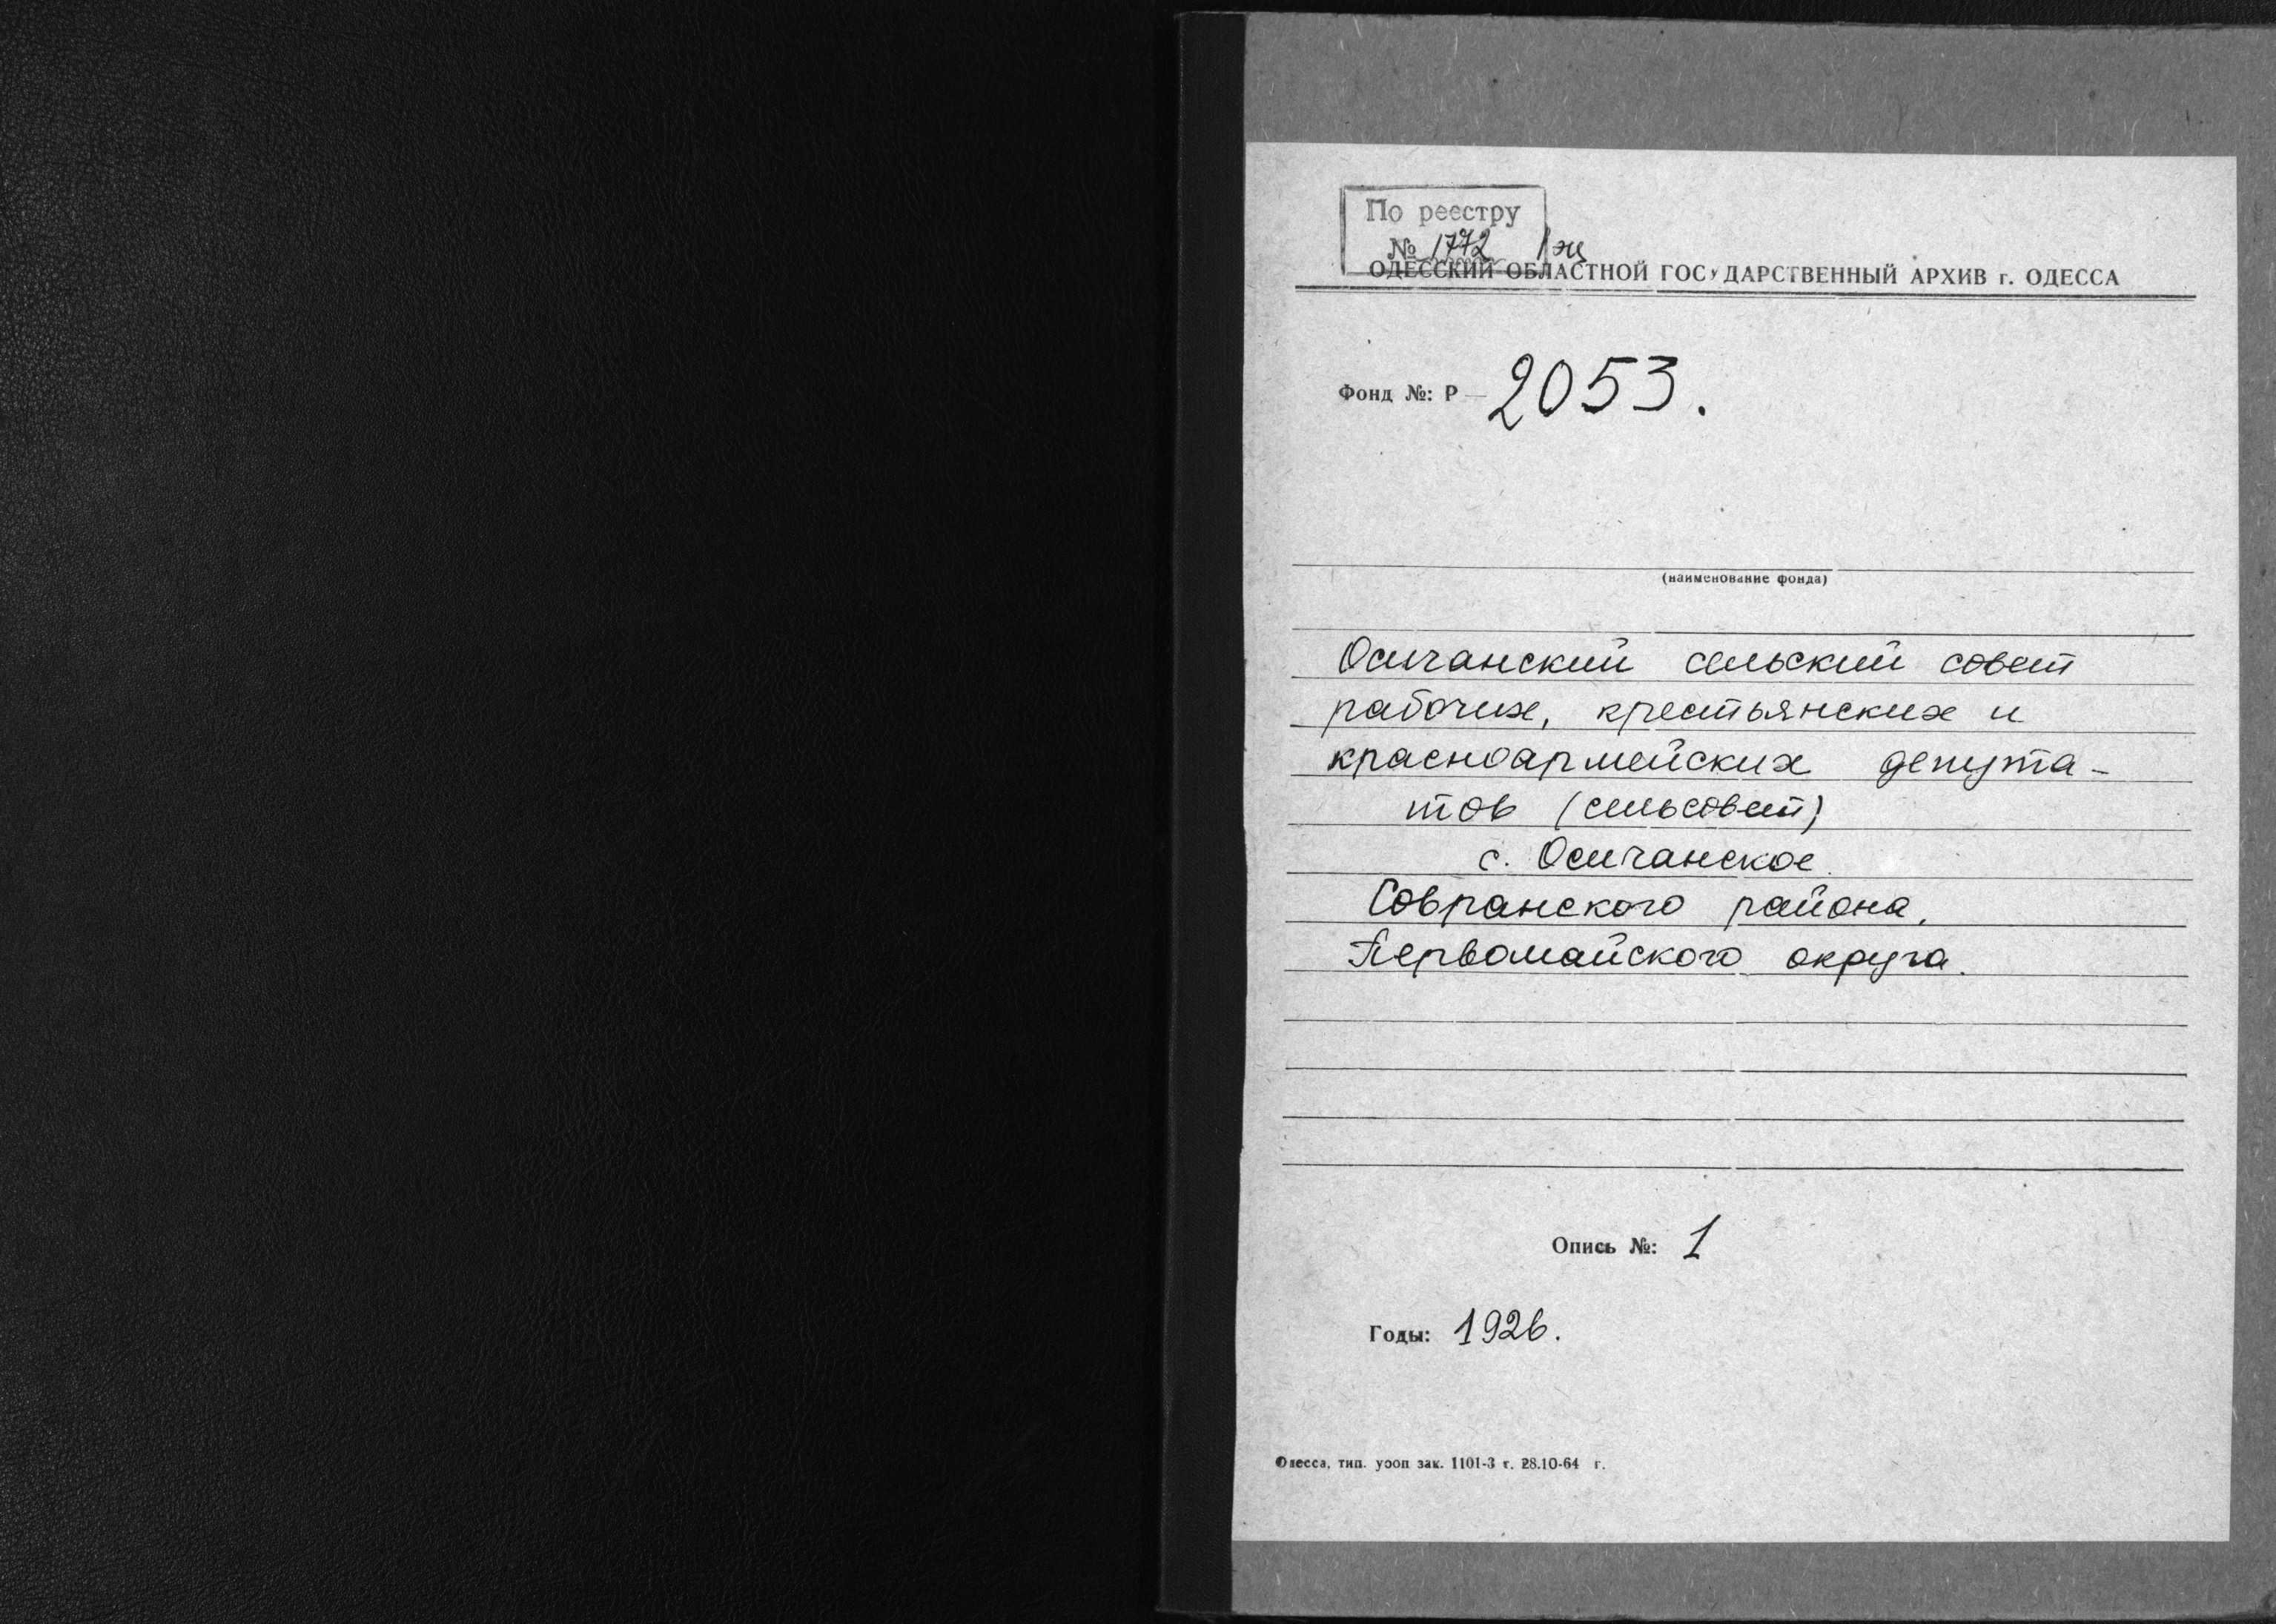 По реестру
№ 1772
ОДЕССКИЙ ОБЛАСТНОЙ ГОСУДАРСТВЕННЫЙ АРХИВ г. ОДЕССА
Фонд №: Р — 2053.
(наименование фонда)
Осичанский сельский совет
рабочих, крестьянских и
красноармейских депута-
тов (сельсовет)
с. Осичанское
Совранского района,
Первомайского округа.
Опись №: 1
Годы: 1926.
Одесса, тип. уооп зак. 1101-3 т. 28.10-64 г.